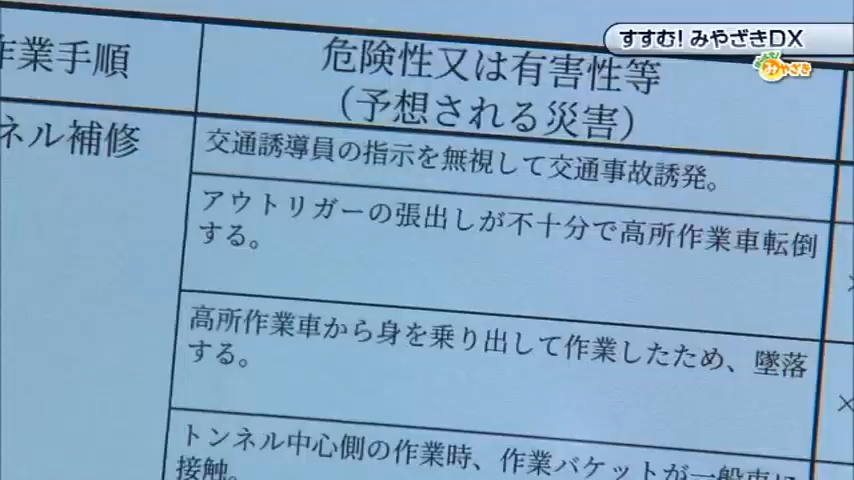 すすむ!みやざきDX
みやざき
作業手順
危険性又は有害性等
(予想される災害)
ネル補修
交通誘導員の指示を無視して交通事故誘発。
アウトリガーの張出しが不十分で高所作業車転倒
する。
高所作業車から身を乗り出して作業したため、墜落
する。
×
トンネル中心側の作業時、作業バケットが一般車に
接触。